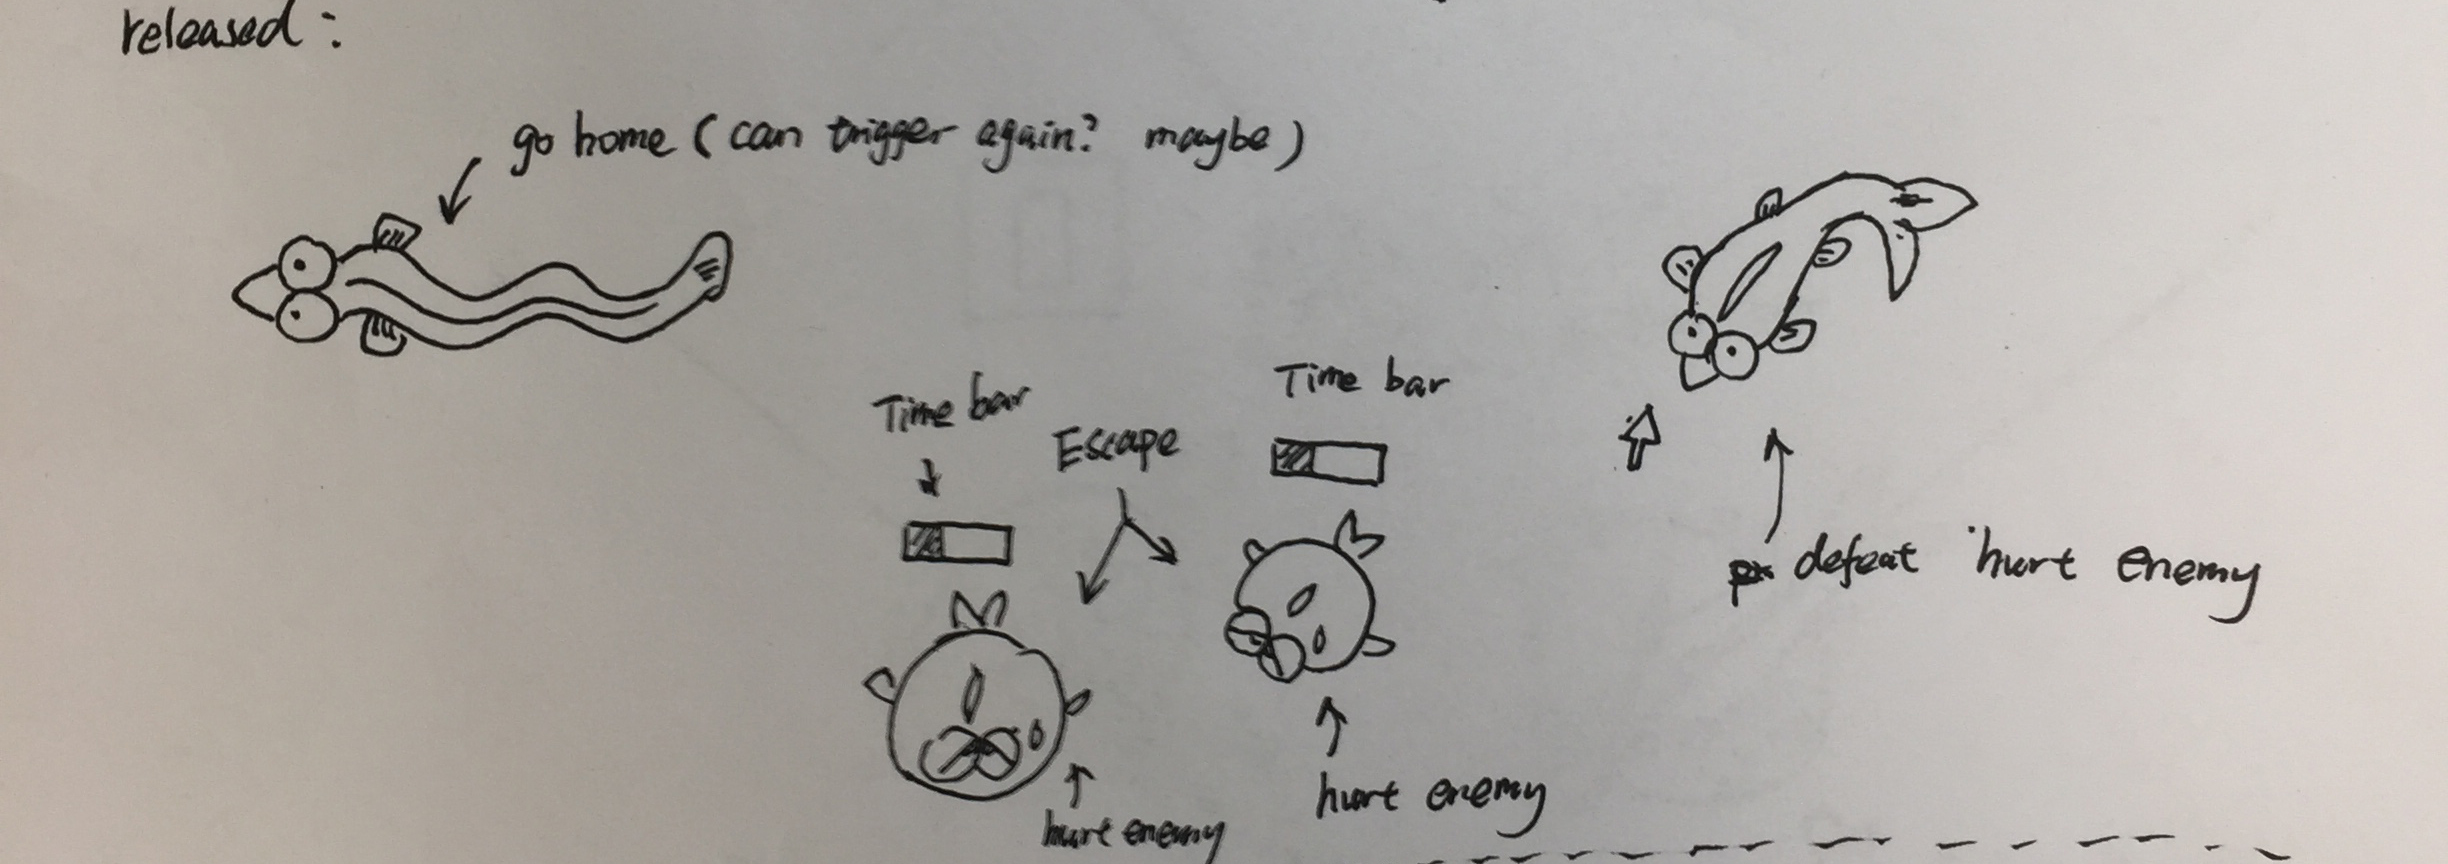 released:
go home (can trigger again? maybe)
Time bar
Time bar
Escape
defeat hurt enemy
hurt enemy
hurt enemy